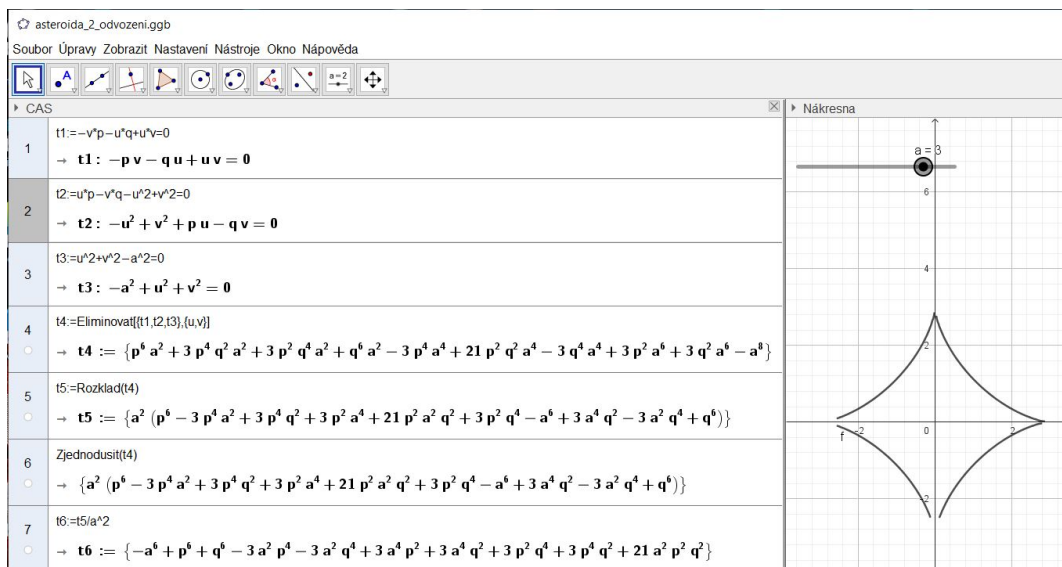 asteroida_2_odvozeni.ggb
Soubor Úpravy Zobrazit Nastavení Nástroje Okno Nápověda
A
a=2
CAS
Nákresna
1
t1:=−v*p−u*q+u*v=0
→ t1 : −p v − q u + u v = 0
2
t2:=u*p−v*q−u^2+v^2=0
→ t2 : −u² + v² + p u − q v = 0
3
t3:=u^2+v^2−a^2=0
→ t3 : −a² + u² + v² = 0
4
t4:=Eliminovat[{t1,t2,t3},{u,v}]
→ t4 := {p⁶ a² + 3 p⁴ q² a² + 3 p² q⁴ a² + q⁶ a² − 3 p⁴ a⁴ + 21 p² q² a⁴ − 3 q⁴ a⁴ + 3 p² a⁶ + 3 q² a⁶ − a⁸}
5
t5:=Rozklad(t4)
→ t5 := {a² (p⁶ − 3 p⁴ a² + 3 p⁴ q² + 3 p² a⁴ + 21 p² a² q² + 3 p² q⁴ − a⁶ + 3 a⁴ q² − 3 a² q⁴ + q⁶)}
6
Zjednodusit(t4)
→ {a² (p⁶ − 3 p⁴ a² + 3 p⁴ q² + 3 p² a⁴ + 21 p² a² q² + 3 p² q⁴ − a⁶ + 3 a⁴ q² − 3 a² q⁴ + q⁶)}
7
t6:=t5/a^2
→ t6 := {−a⁶ + p⁶ + q⁶ − 3 a² p⁴ − 3 a² q⁴ + 3 a⁴ p² + 3 a⁴ q² + 3 p² q⁴ + 3 p⁴ q² + 21 a² p² q²}
a = 3
6
4
2
f
−2
0
2
−2